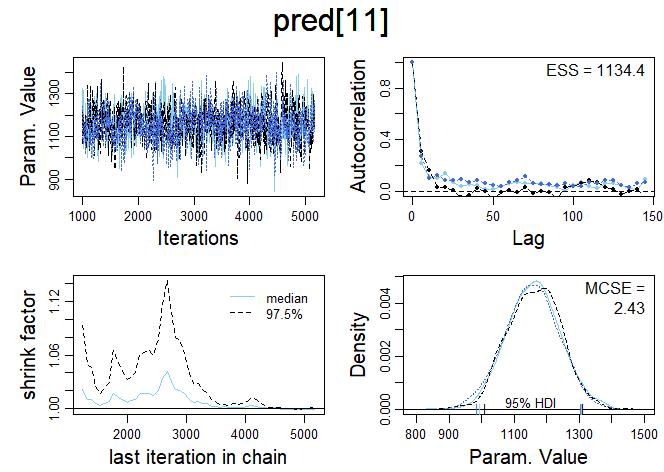 pred[11]
Param. Value
900
1100
1300
1000
2000
3000
4000
5000
Iterations
Autocorrelation
0.0
0.4
0.8
ESS = 1134.4
0
50
100
150
Lag
shrink factor
1.00
1.06
1.12
median
97.5%
2000
3000
4000
5000
last iteration in chain
Density
0.000
0.002
0.004
MCSE =
2.43
95% HDI
800
900
1100
1300
1500
Param. Value